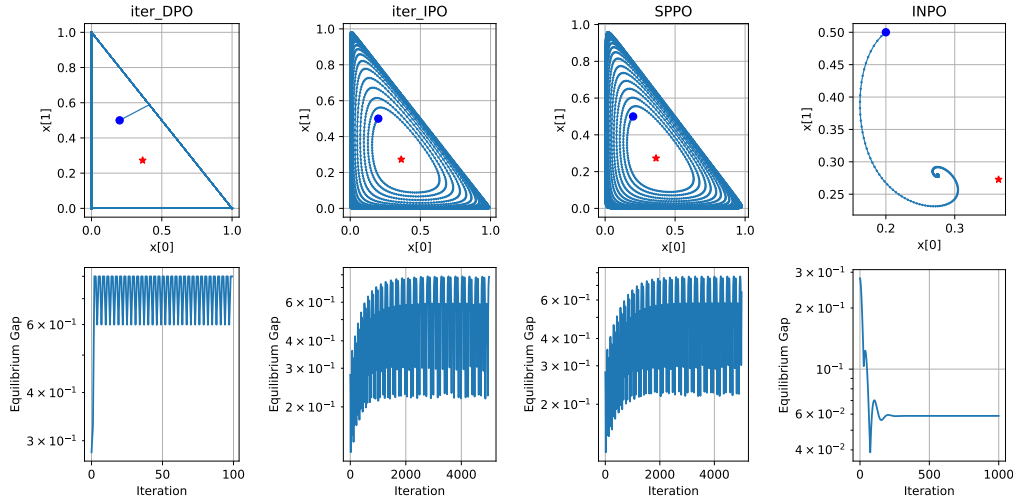 iter_DPO
iter_IPO
SPPO
INPO
1.0
0.8
0.6
0.4
0.2
0.0
x[1]
0.0 0.5 1.0
x[0]
1.0
0.8
0.6
0.4
0.2
0.0
x[1]
0.0 0.5 1.0
x[0]
1.0
0.8
0.6
0.4
0.2
0.0
x[1]
0.0 0.5 1.0
x[0]
0.50
0.45
0.40
0.35
0.30
0.25
x[1]
0.2 0.3
x[0]
6 × 10⁻¹
4 × 10⁻¹
3 × 10⁻¹
Equilibrium Gap
0 50 100
Iteration
6 × 10⁻¹
4 × 10⁻¹
3 × 10⁻¹
2 × 10⁻¹
Equilibrium Gap
0 2000 4000
Iteration
6 × 10⁻¹
4 × 10⁻¹
3 × 10⁻¹
2 × 10⁻¹
Equilibrium Gap
0 2000 4000
Iteration
3 × 10⁻¹
2 × 10⁻¹
10⁻¹
6 × 10⁻²
4 × 10⁻²
Equilibrium Gap
0 500 1000
Iteration